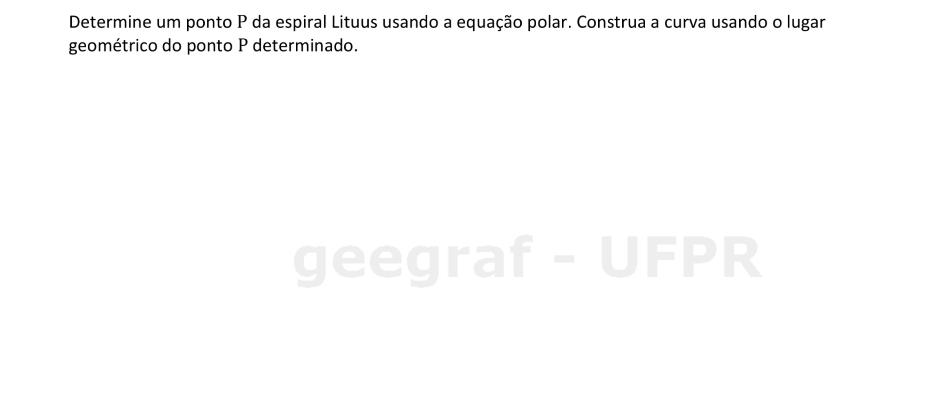 Determine um ponto P da espiral Lituus usando a equação polar. Construa a curva usando o lugar
geométrico do ponto P determinado.
geegraf - UFPR